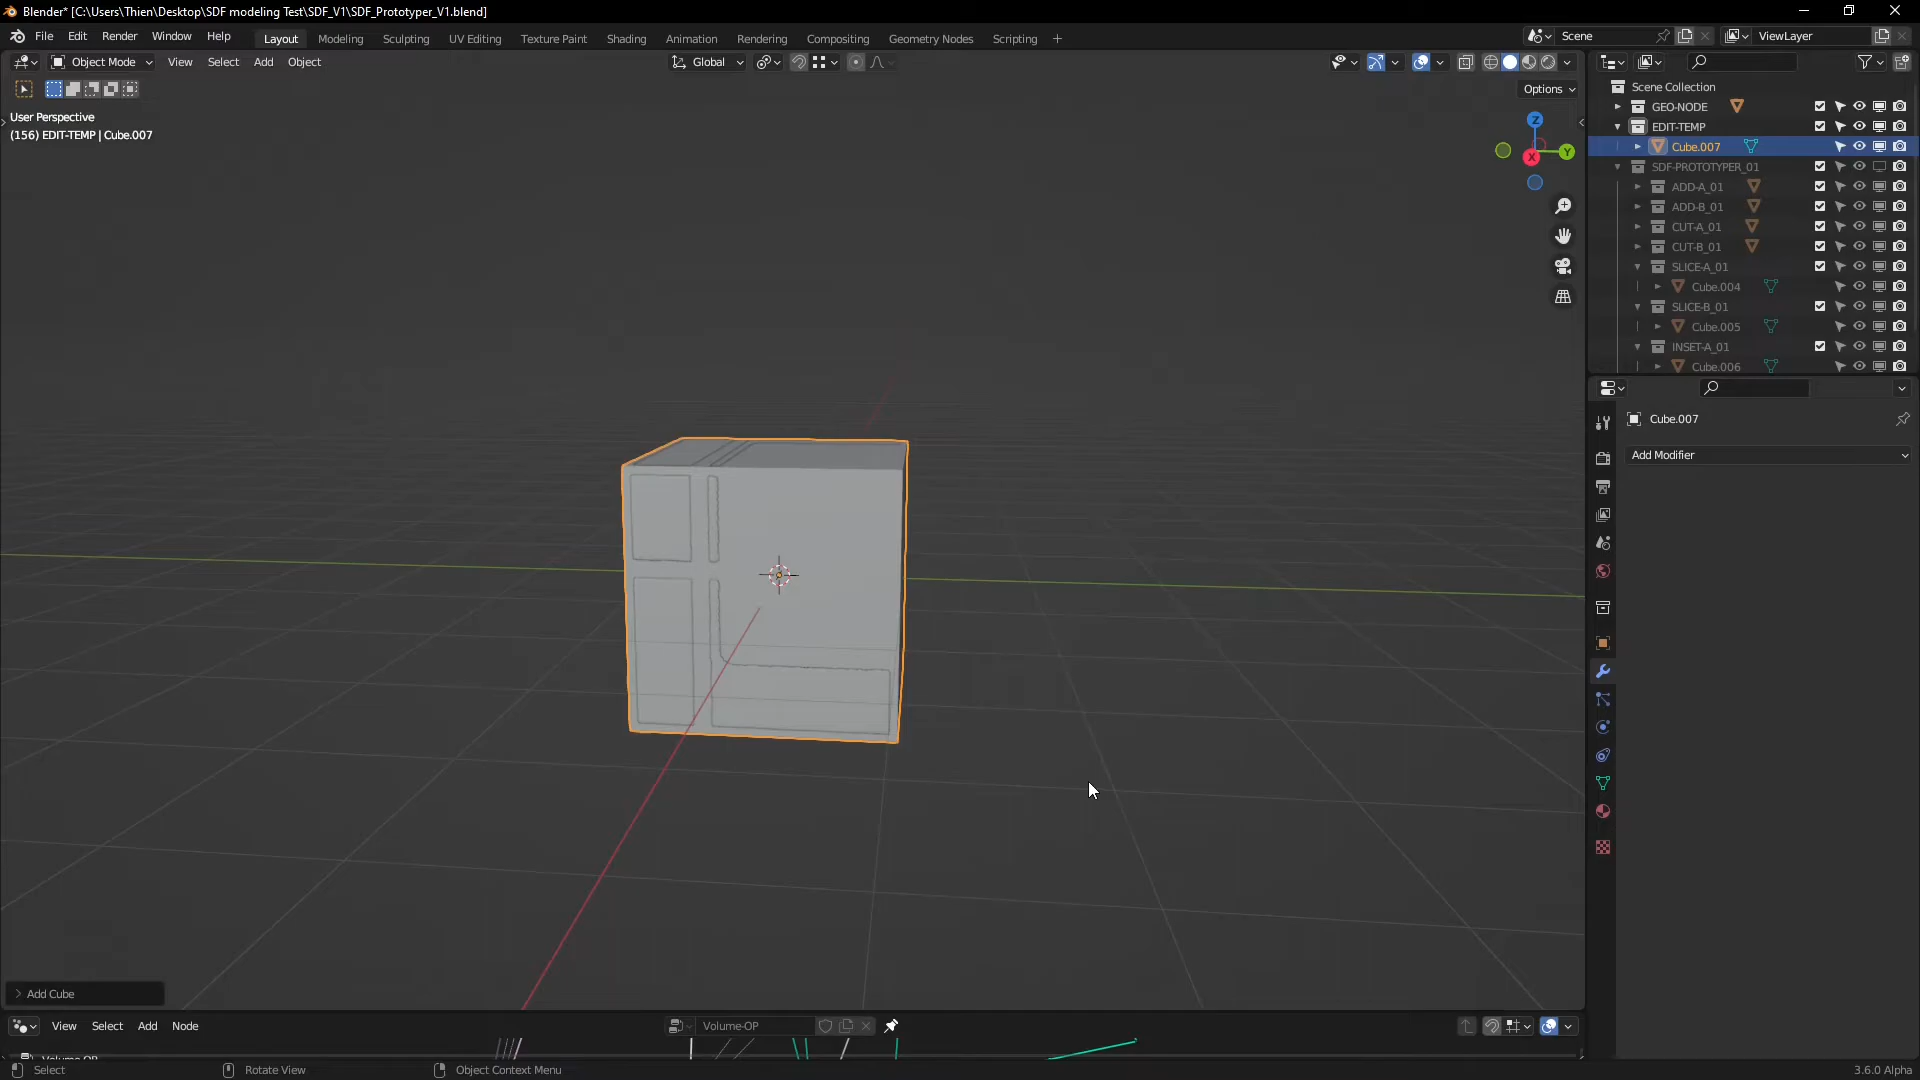 Blender* [C:\Users\Thien\Desktop\SDF modeling Test\SDF_V1\SDF_Prototyper_V1.blend]
File Edit Render Window Help Layout Modeling Sculpting UV Editing Texture Paint Shading Animation Rendering Compositing Geometry Nodes Scripting + Scene ViewLayer
Object Mode View Select Add Object Global
Options
User Perspective
(156) EDIT-TEMP | Cube.007
Z
Y
X
Scene Collection
GEO-NODE
EDIT-TEMP
Cube.007
SDF-PROTOTYPER_01
ADD-A_01
ADD-B_01
CUT-A_01
CUT-B_01
SLICE-A_01
Cube.004
SLICE-B_01
Cube.005
INSET-A_01
Cube.006
Cube.007
Add Modifier
Add Cube
View Select Add Node Volume-OP
Volume-OP
Select Rotate View Object Context Menu 3.6.0 Alpha